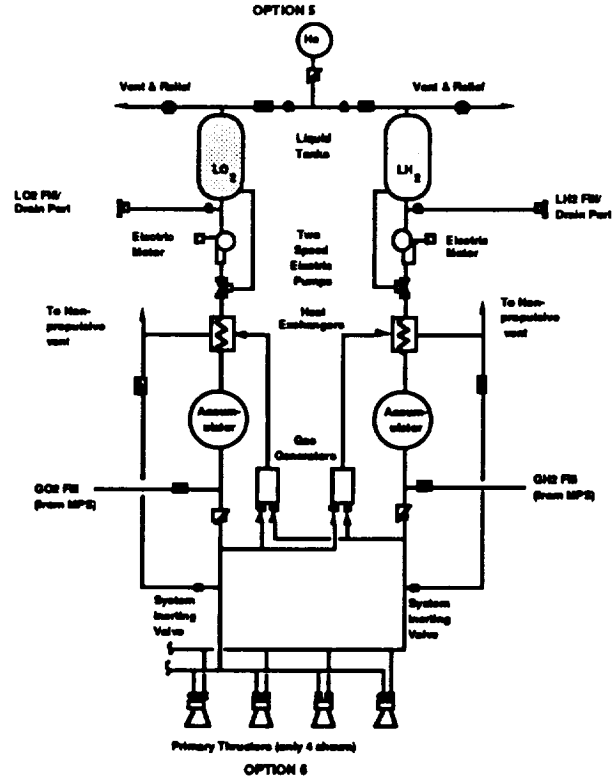 OPTION 5
He
Vent & Relief
Vent & Relief
Liquid
Tanks
LO2
LH2
LO2 Fill/
Drain Port
LH2 Fill/
Drain Port
Electric
Motor
Two
Speed
Electric
Pumps
Electric
Motor
To Non-
propulsive
vent
Heat
Exchangers
To Non-
propulsive
vent
Accum-
ulator
Accum-
ulator
Gas
Generators
GO2 Fill
(from MPS)
GH2 Fill
(from MPS)
System
Inerting
Valve
System
Inerting
Valve
Primary Thrusters (only 4 shown)
OPTION 6